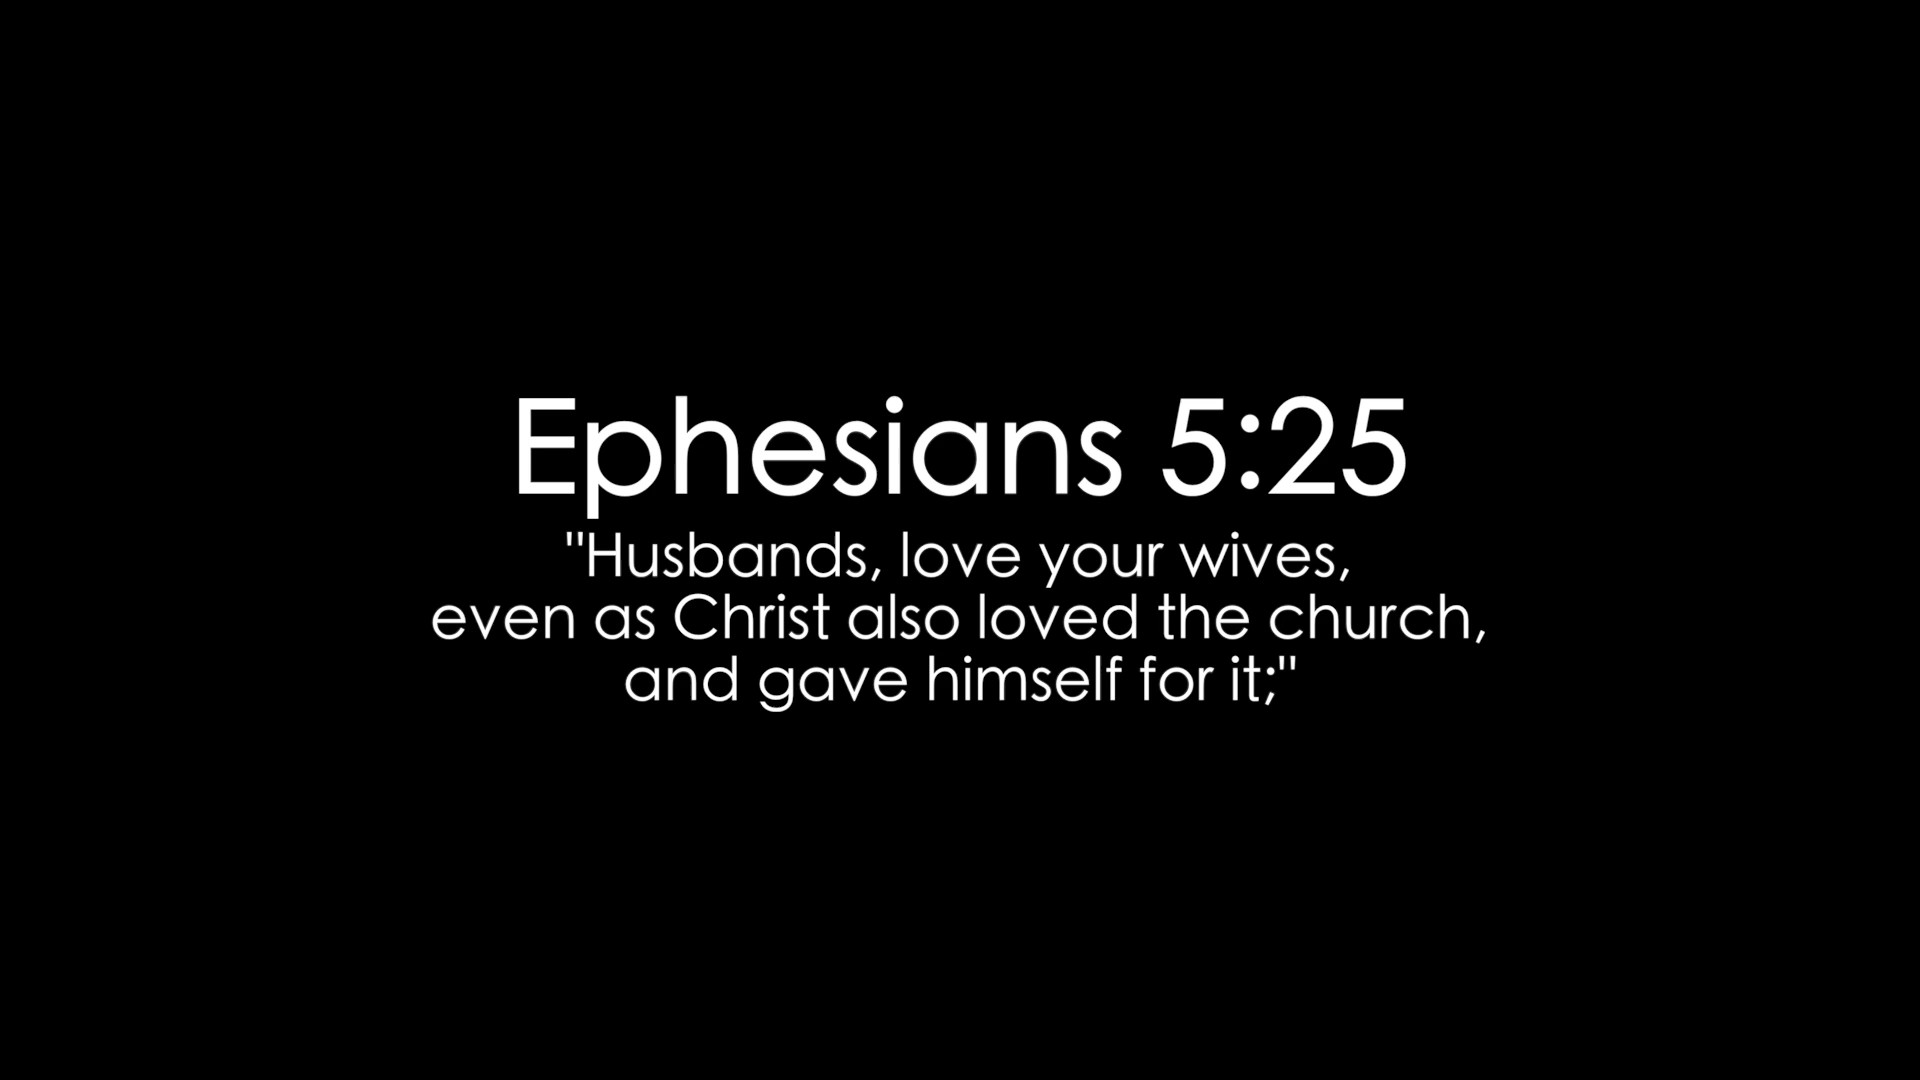 Ephesians 5:25
"Husbands, love your wives,
even as Christ also loved the church,
and gave himself for it;"